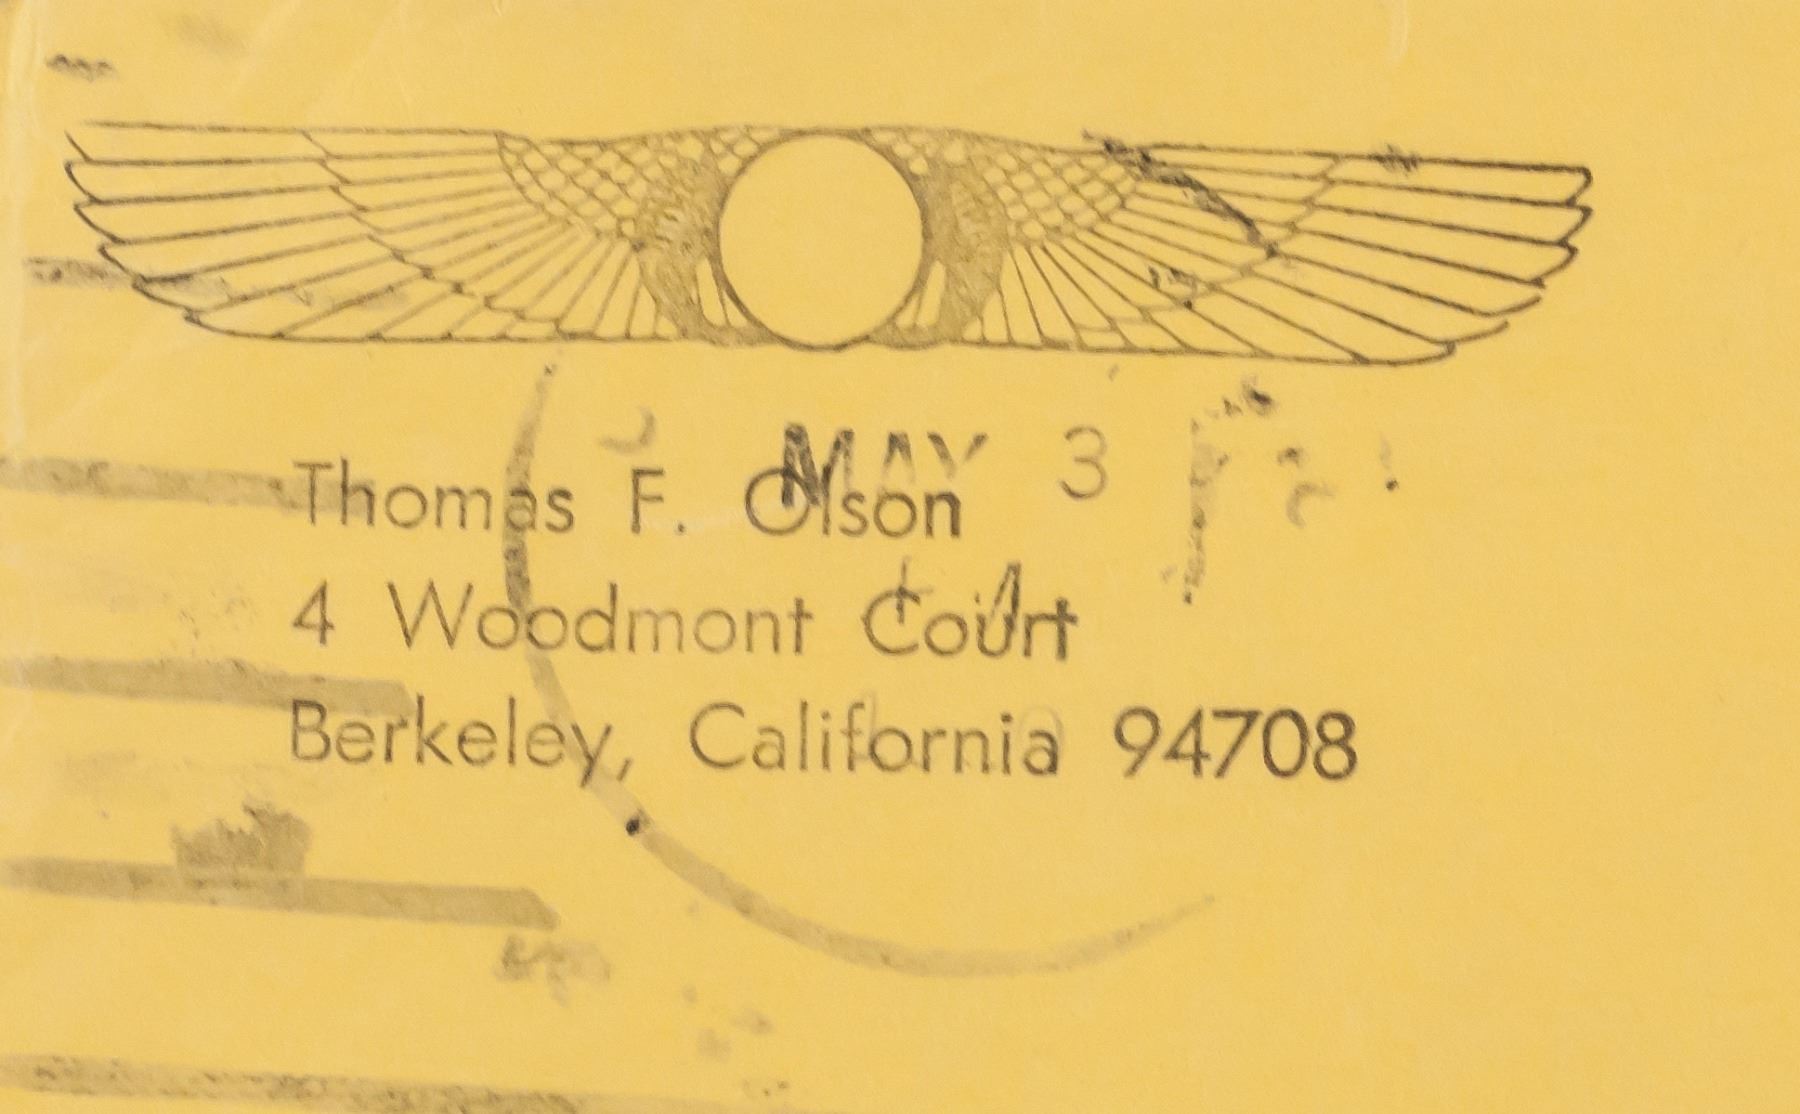 MAY 3
Thomas F. Olson
4 Woodmont Court
Berkeley, California 94708